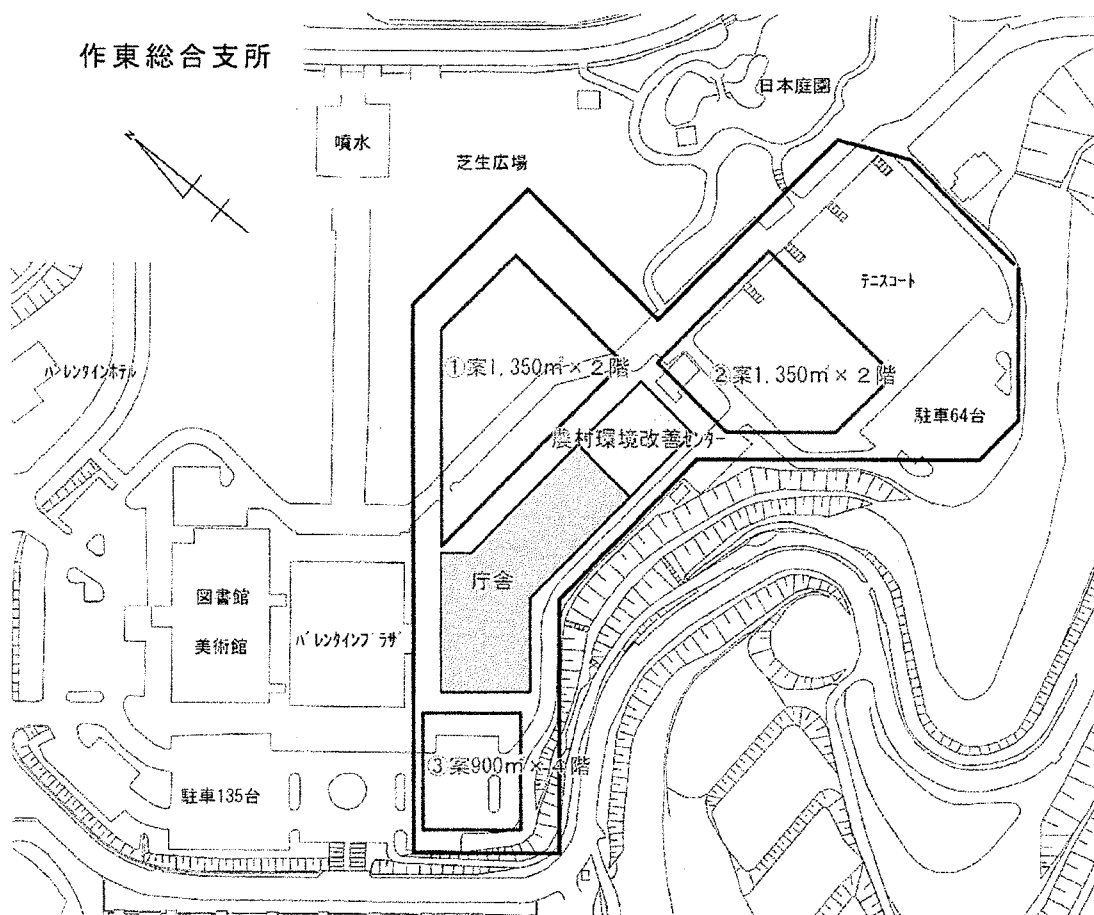 作東総合支所
日本庭園
N
噴水
芝生広場
テニスコート
バレンタインホテル
①案1,350㎡×2階
②案1,350㎡×2階
駐車64台
農村環境改善センター
庁舎
図書館
美術館
バレンタインプラザ
③案900㎡×4階
駐車135台